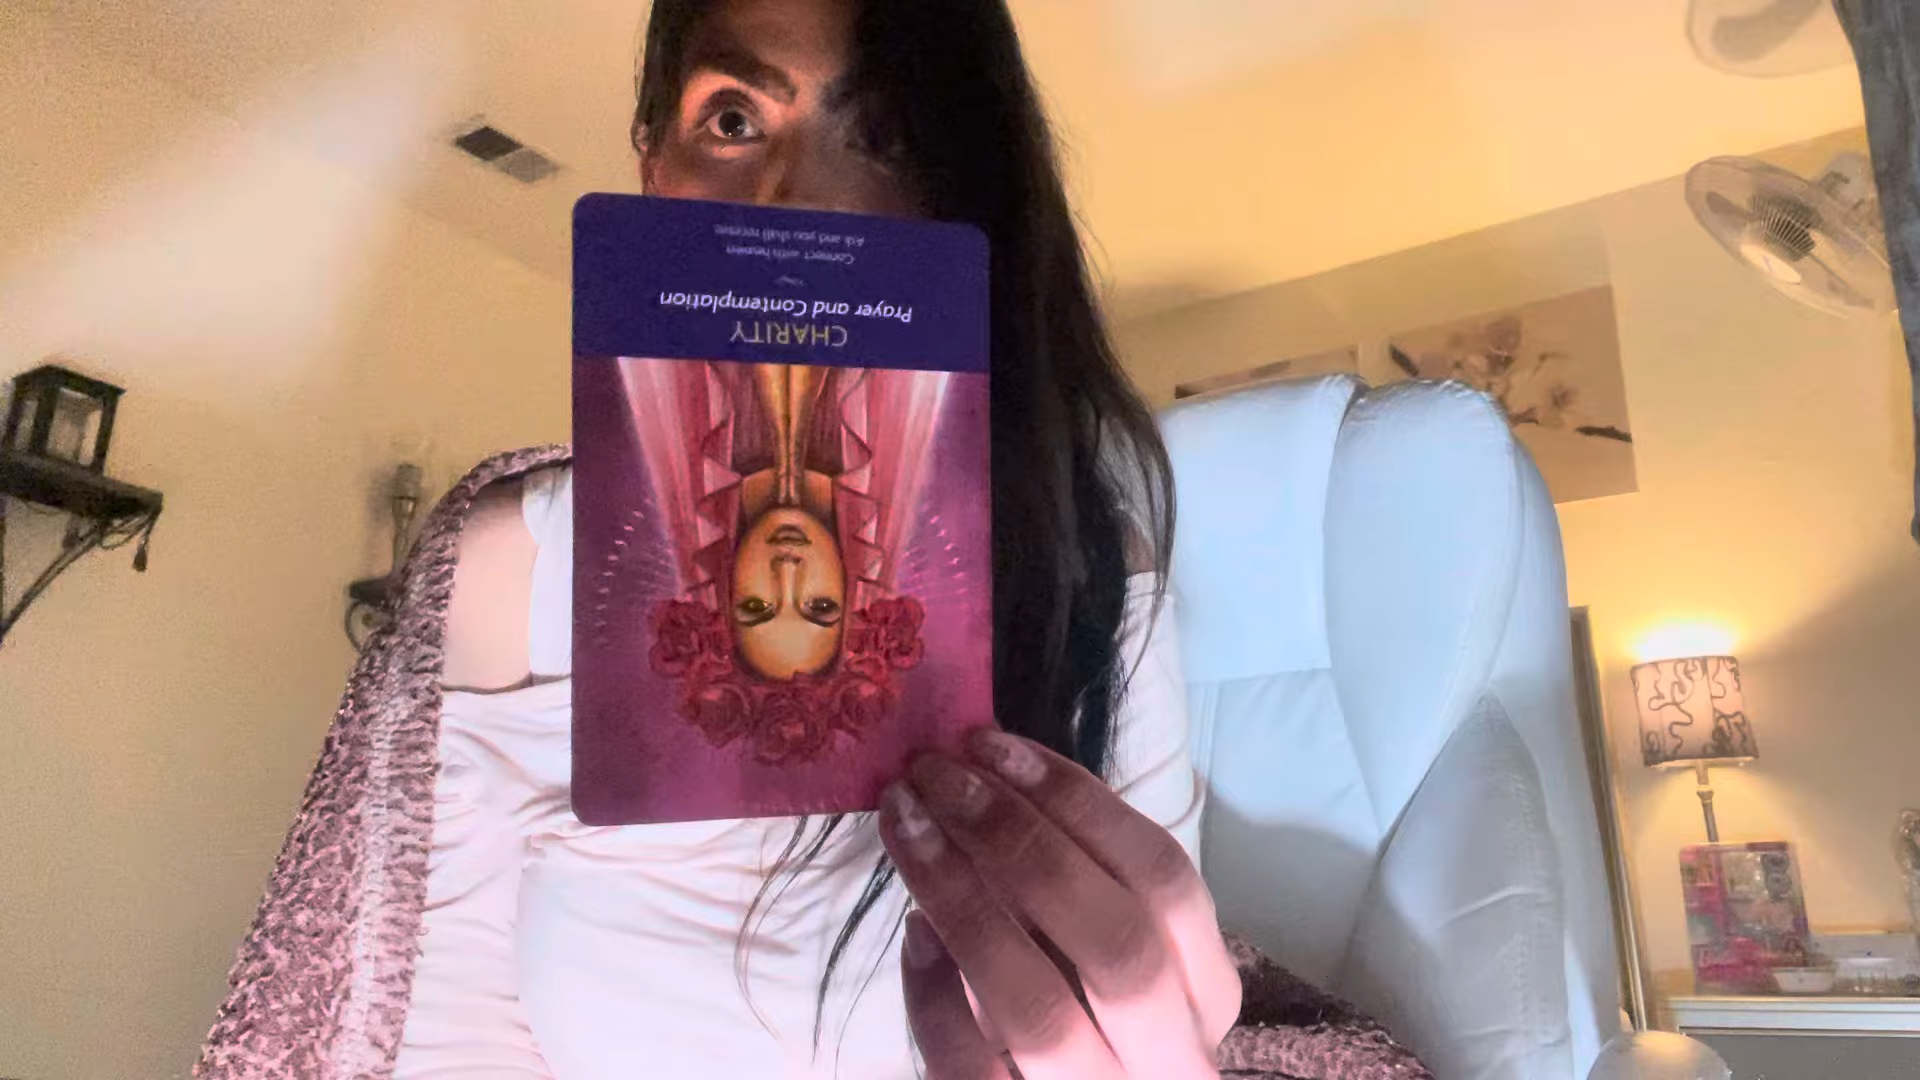 CHARITY
Prayer and Contemplation
Connect with heaven
Ask and you shall receive